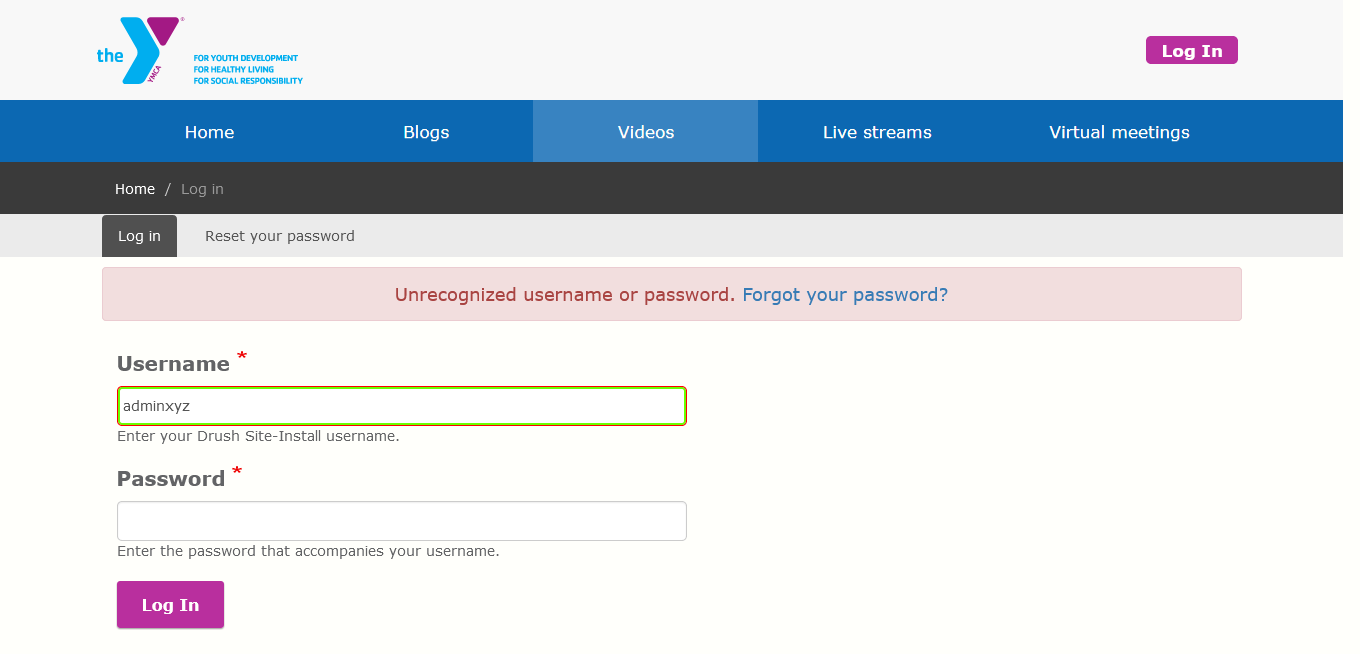 the
YMCA
®
FOR YOUTH DEVELOPMENT
FOR HEALTHY LIVING
FOR SOCIAL RESPONSIBILITY
Log In
Home Blogs Videos Live streams Virtual meetings
Home / Log in
Log in Reset your password
Unrecognized username or password. Forgot your password?
Username *
adminxyz
Enter your Drush Site-Install username.
Password *
Enter the password that accompanies your username.
Log In